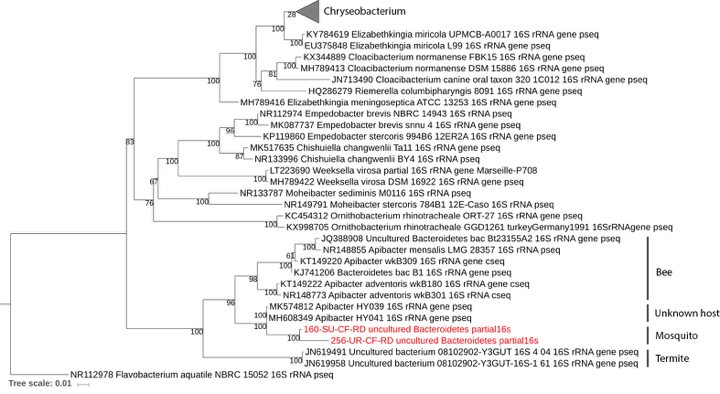 Chryseobacterium
28
KY784619 Elizabethkingia miricola UPMCB-A0017 16S rRNA gene pseq
100
EU375848 Elizabethkingia miricola L99 16S rRNA gene pseq
100
KX344889 Cloacibacterium normanense FBK15 16S rRNA gene pseq
100
MH789413 Cloacibacterium normanense DSM 15886 16S rRNA gene pseq
81
JN713490 Cloacibacterium canine oral taxon 320 1C012 16S rRNA gene pseq
76
HQ286279 Riemerella columbipharyngis 8091 16S rRNA gene pseq
100
MH789416 Elizabethkingia meningoseptica ATCC 13253 16S rRNA gene pseq
NR112974 Empedobacter brevis NBRC 14943 16S rRNA pseq
100
MK087737 Empedobacter brevis snnu 4 16S rRNA gene pseq
96
KP119860 Empedobacter stercoris 994B6 12ER2A 16S rRNA gene pseq
100
83
MK517635 Chishuiella changwenlii Ta11 16S rRNA gene pseq
87
NR133996 Chishuiella changwenlii BY4 16S rRNA pseq
100
LT223690 Weeksella virosa partial 16S rRNA gene Marseille-P708
100
MH789422 Weeksella virosa DSM 16922 16S rRNA gene pseq
67
NR133787 Moheibacter sediminis M0116 16S rRNA pseq
100
NR149791 Moheibacter stercoris 784B1 12E-Caso 16S rRNA pseq
76
KC454312 Ornithobacterium rhinotracheale ORT-27 16S rRNA gene pseq
100
KX998705 Ornithobacterium rhinotracheale GGD1261 turkeyGermany1991 16SrRNAgene pseq
JQ388908 Uncultured Bacteroidetes bac Bt23155A2 16S rRNA gene pseq
100
NR148855 Apibacter mensalis LMG 28357 16S rRNA pseq
61
KT149220 Apibacter wkB309 16S rRNA gene cseq
100
KJ741206 Bacteroidetes bac B1 16S rRNA gene pseq
Bee
98
KT149222 Apibacter adventoris wkB180 16S rRNA gene cseq
100
NR148773 Apibacter adventoris wkB301 16S rRNA cseq
96
MK574812 Apibacter HY039 16S rRNA gene pseq
100
Unknown host
MH608349 Apibacter HY041 16S rRNA gene pseq
100
160-SU-CF-RD uncultured Bacteroidetes partial16s
100
Mosquito
256-UR-CF-RD uncultured Bacteroidetes partial16s
100
JN619491 Uncultured bacterium 08102902-Y3GUT 16S 4 04 16S rRNA gene pseq
100
Termite
JN619958 Uncultured bacterium 08102902-Y3GUT-16S-1 61 16S rRNA gene pseq
NR112978 Flavobacterium aquatile NBRC 15052 16S rRNA pseq
Tree scale: 0.01